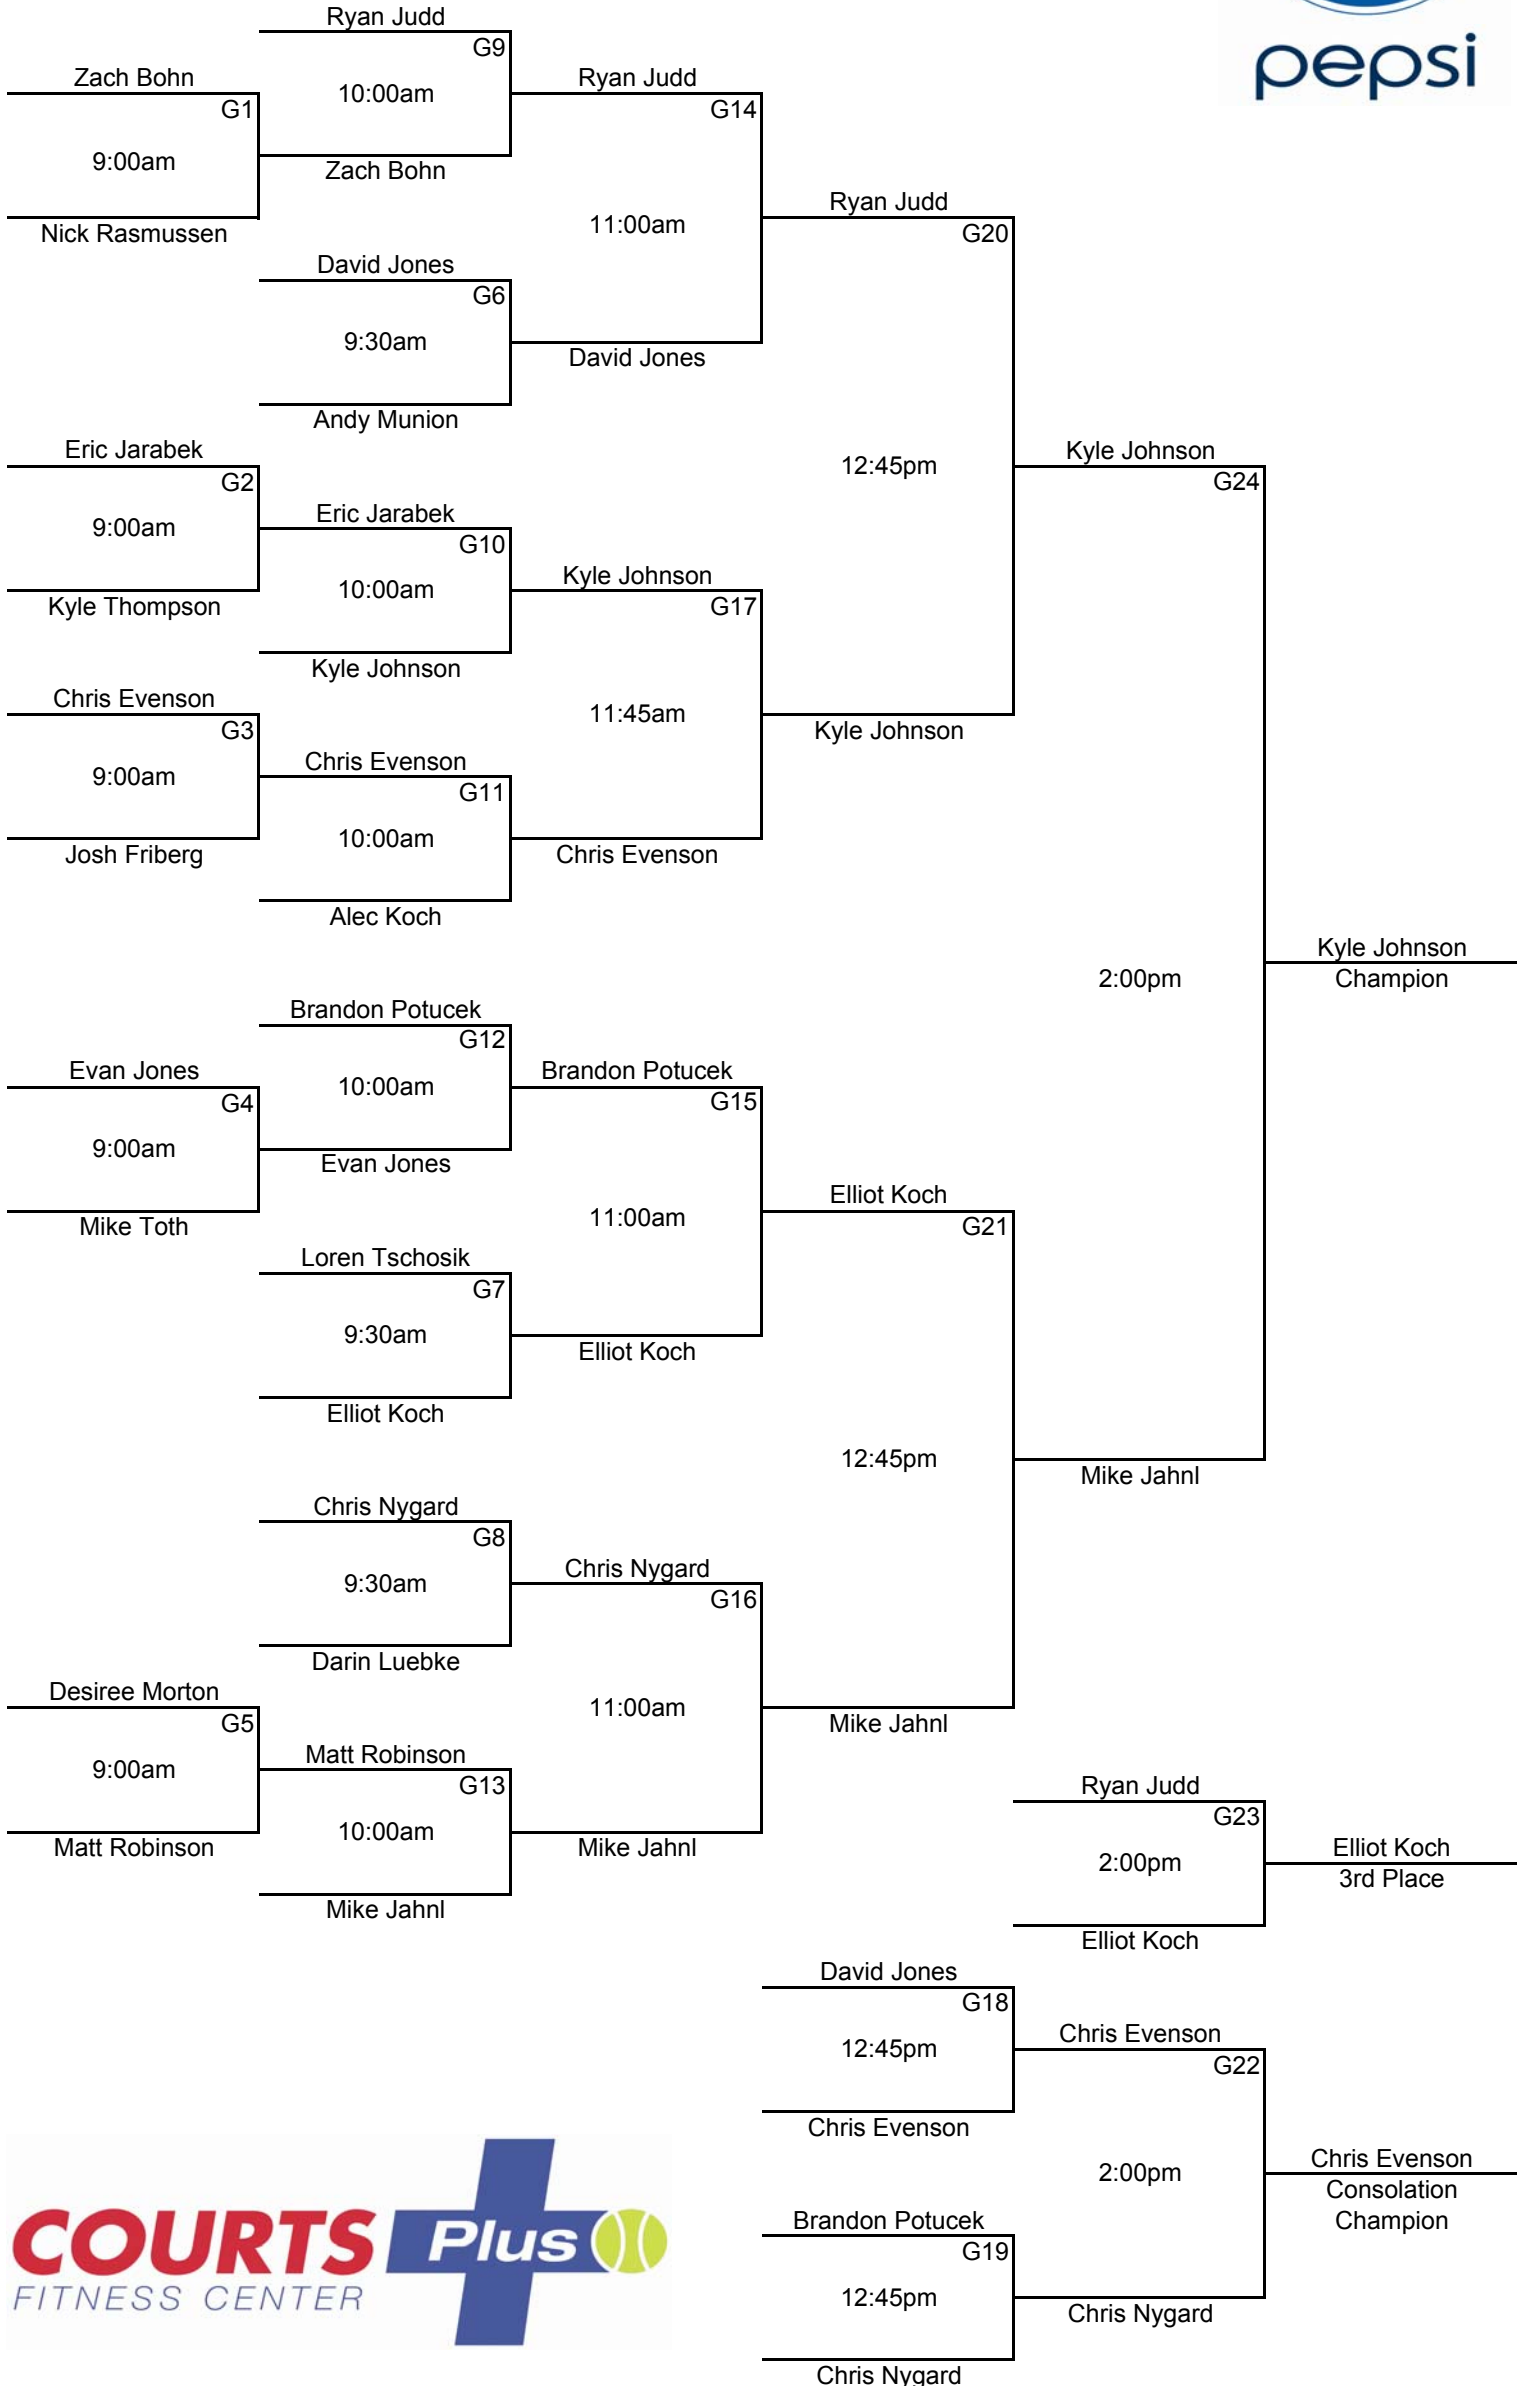 Ryan Judd
pepsi
G9
Zach Bohn
10:00am
Ryan Judd
G1
G14
9:00am
Zach Bohn
Ryan Judd
Nick Rasmussen
11:00am
G20
David Jones
G6
9:30am
David Jones
Andy Munion
Eric Jarabek
12:45pm
Kyle Johnson
G2
G24
Eric Jarabek
9:00am
G10
Kyle Johnson
10:00am
Kyle Thompson
G17
Kyle Johnson
Chris Evenson
11:45am
G3
Kyle Johnson
Chris Evenson
9:00am
G11
10:00am
Josh Friberg
Chris Evenson
Alec Koch
Kyle Johnson
2:00pm
Champion
Brandon Potucek
G12
Evan Jones
Brandon Potucek
10:00am
G4
G15
9:00am
Evan Jones
Elliot Koch
Mike Toth
11:00am
G21
Loren Tschosik
G7
9:30am
Elliot Koch
Elliot Koch
12:45pm
Mike Jahnl
Chris Nygard
G8
Chris Nygard
9:30am
G16
Darin Luebke
Desiree Morton
11:00am
G5
Mike Jahnl
Matt Robinson
9:00am
G13
Ryan Judd
G23
10:00am
Matt Robinson
Mike Jahnl
2:00pm
Elliot Koch
3rd Place
Mike Jahnl
Elliot Koch
David Jones
G18
Chris Evenson
12:45pm
G22
Chris Evenson
2:00pm
Chris Evenson
Consolation
Champion
Brandon Potucek
COURTS Plus
FITNESS CENTER
G19
12:45pm
Chris Nygard
Chris Nygard